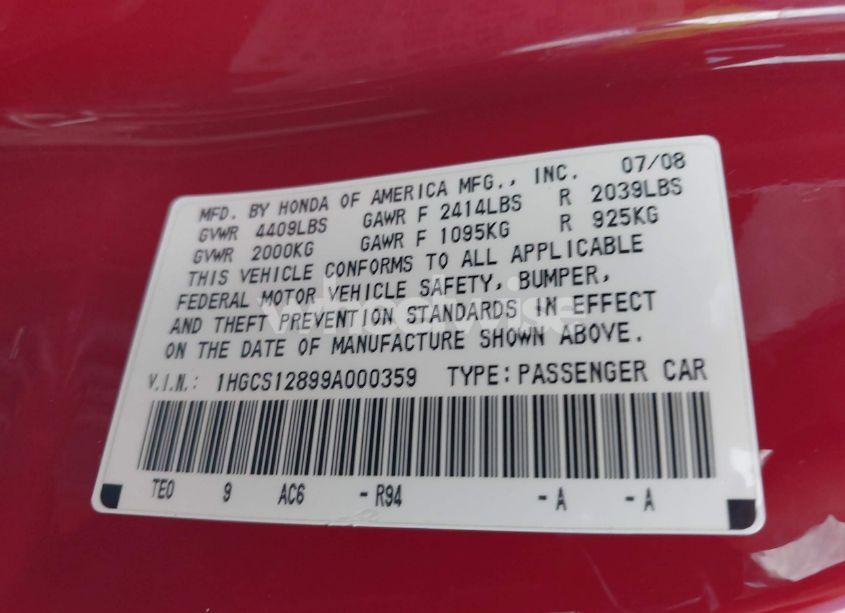 MFD. BY HONDA OF AMERICA MFG., INC. 07/08
GVWR 4409LBS GAWR F 2414LBS R 2039LBS
GVWR 2000KG GAWR F 1095KG R 925KG
THIS VEHICLE CONFORMS TO ALL APPLICABLE
FEDERAL MOTOR VEHICLE SAFETY, BUMPER,
AND THEFT PREVENTION STANDARDS IN EFFECT
ON THE DATE OF MANUFACTURE SHOWN ABOVE.
V.I.N.: 1HGCS12899A000359 TYPE: PASSENGER CAR
TE0 9 AC6 - R94 - A - A